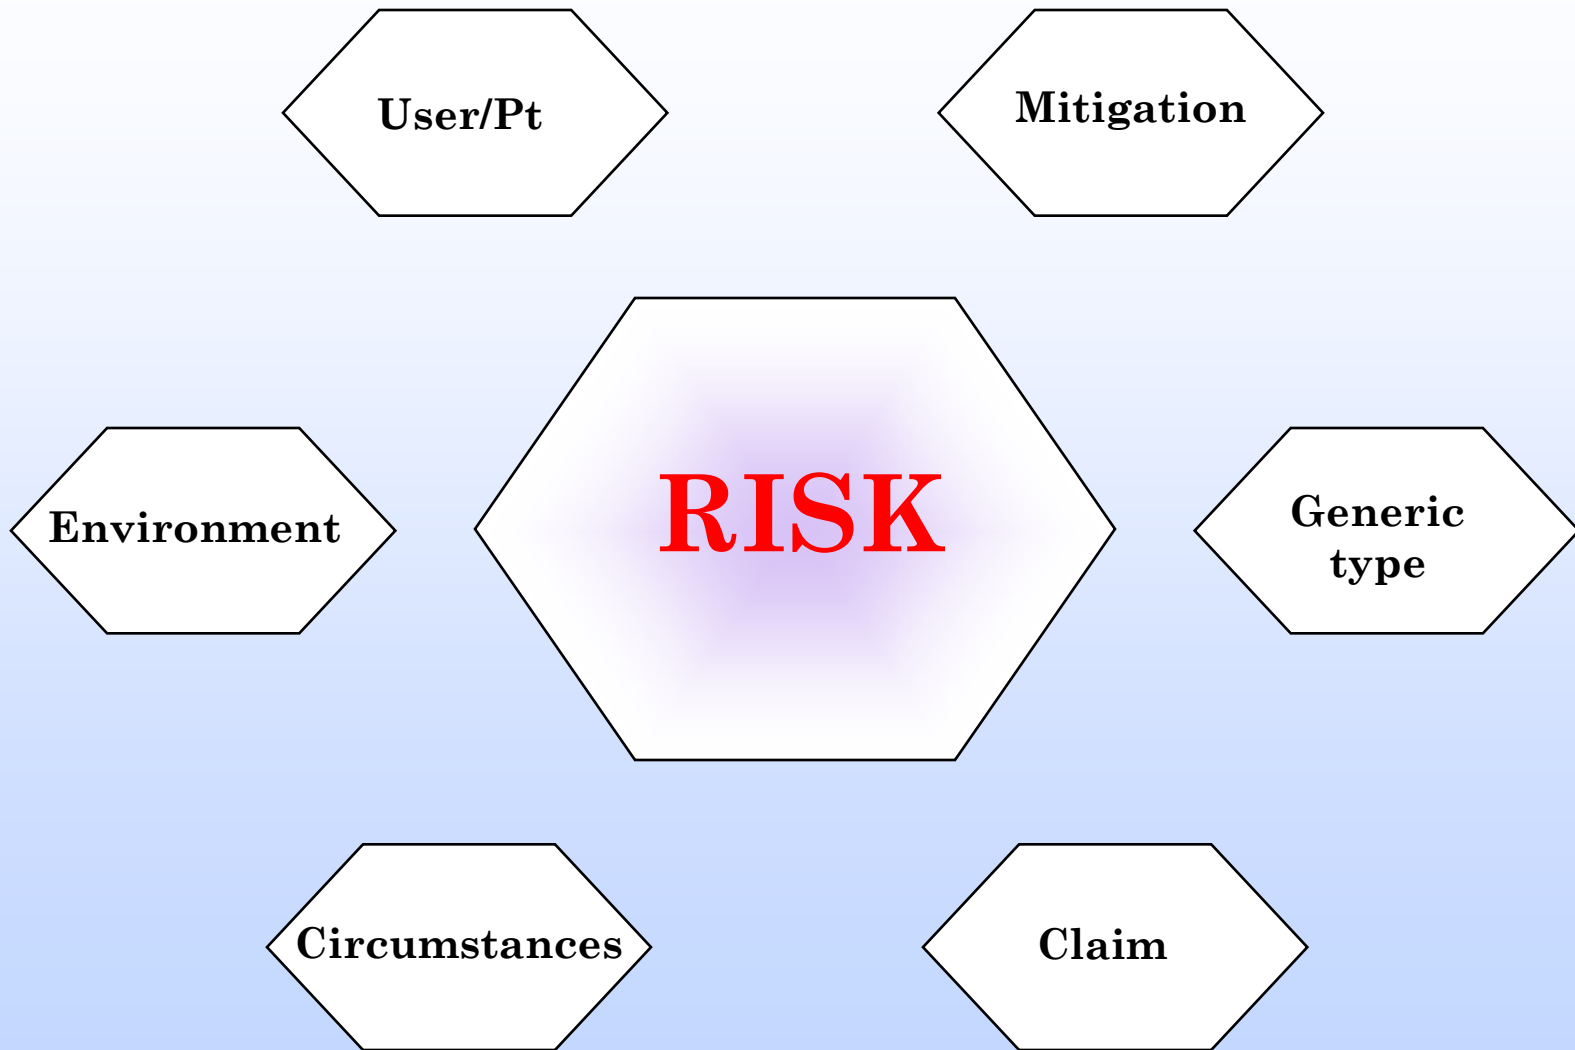 User/Pt
Mitigation
RISK
Environment
Generic
type
Circumstances
Claim